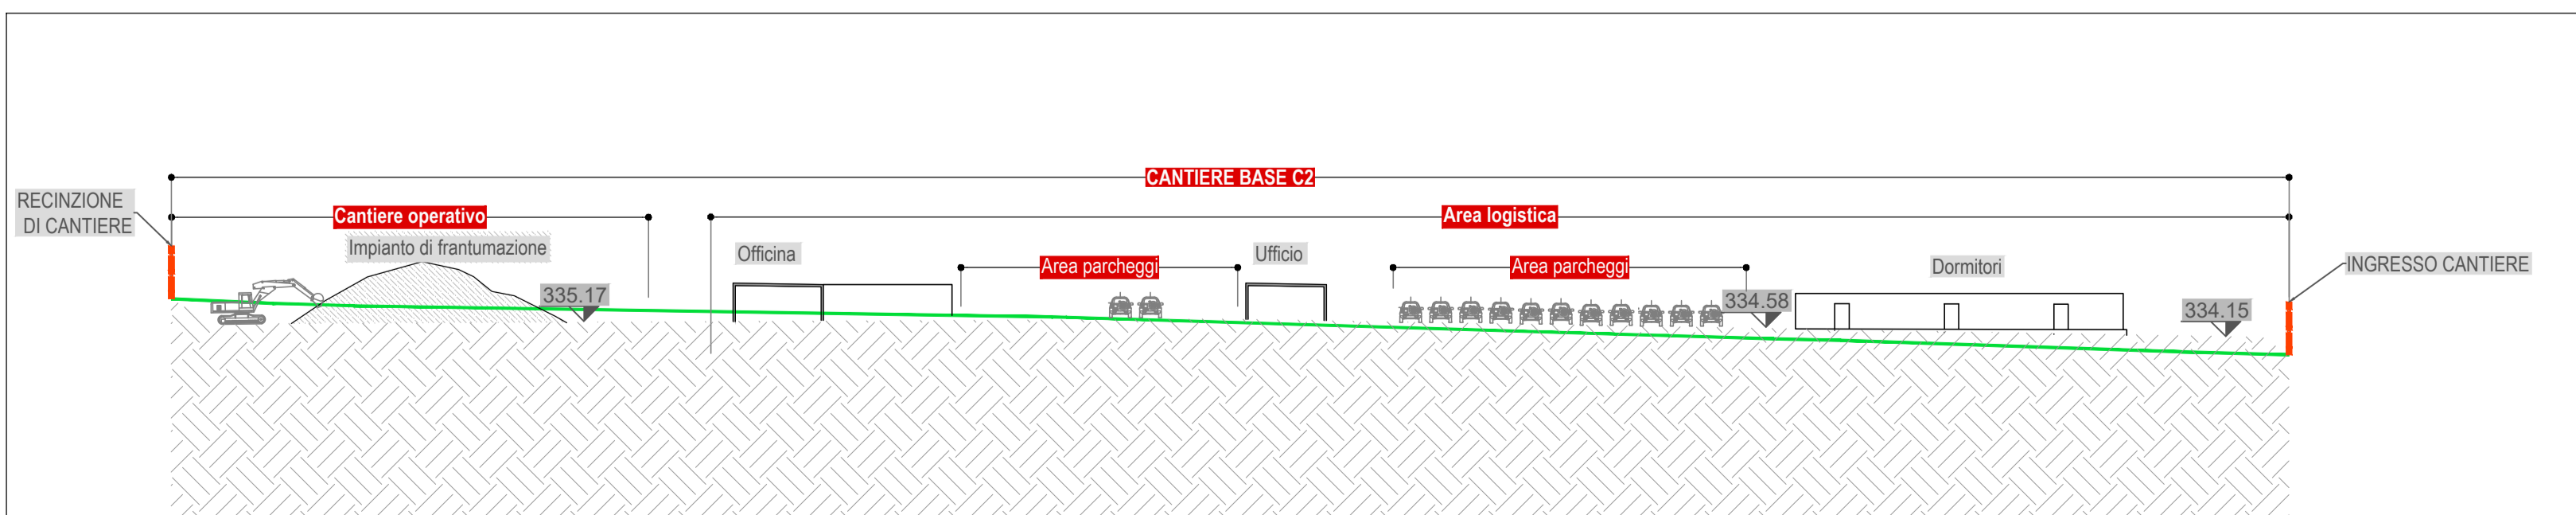 CANTIERE BASE C2
RECINZIONE
DI CANTIERE
Cantiere operativo
Area logistica
Impianto di frantumazione
Officina
Area parcheggi
Ufficio
Area parcheggi
Dormitori
INGRESSO CANTIERE
335.17
334.58
334.15